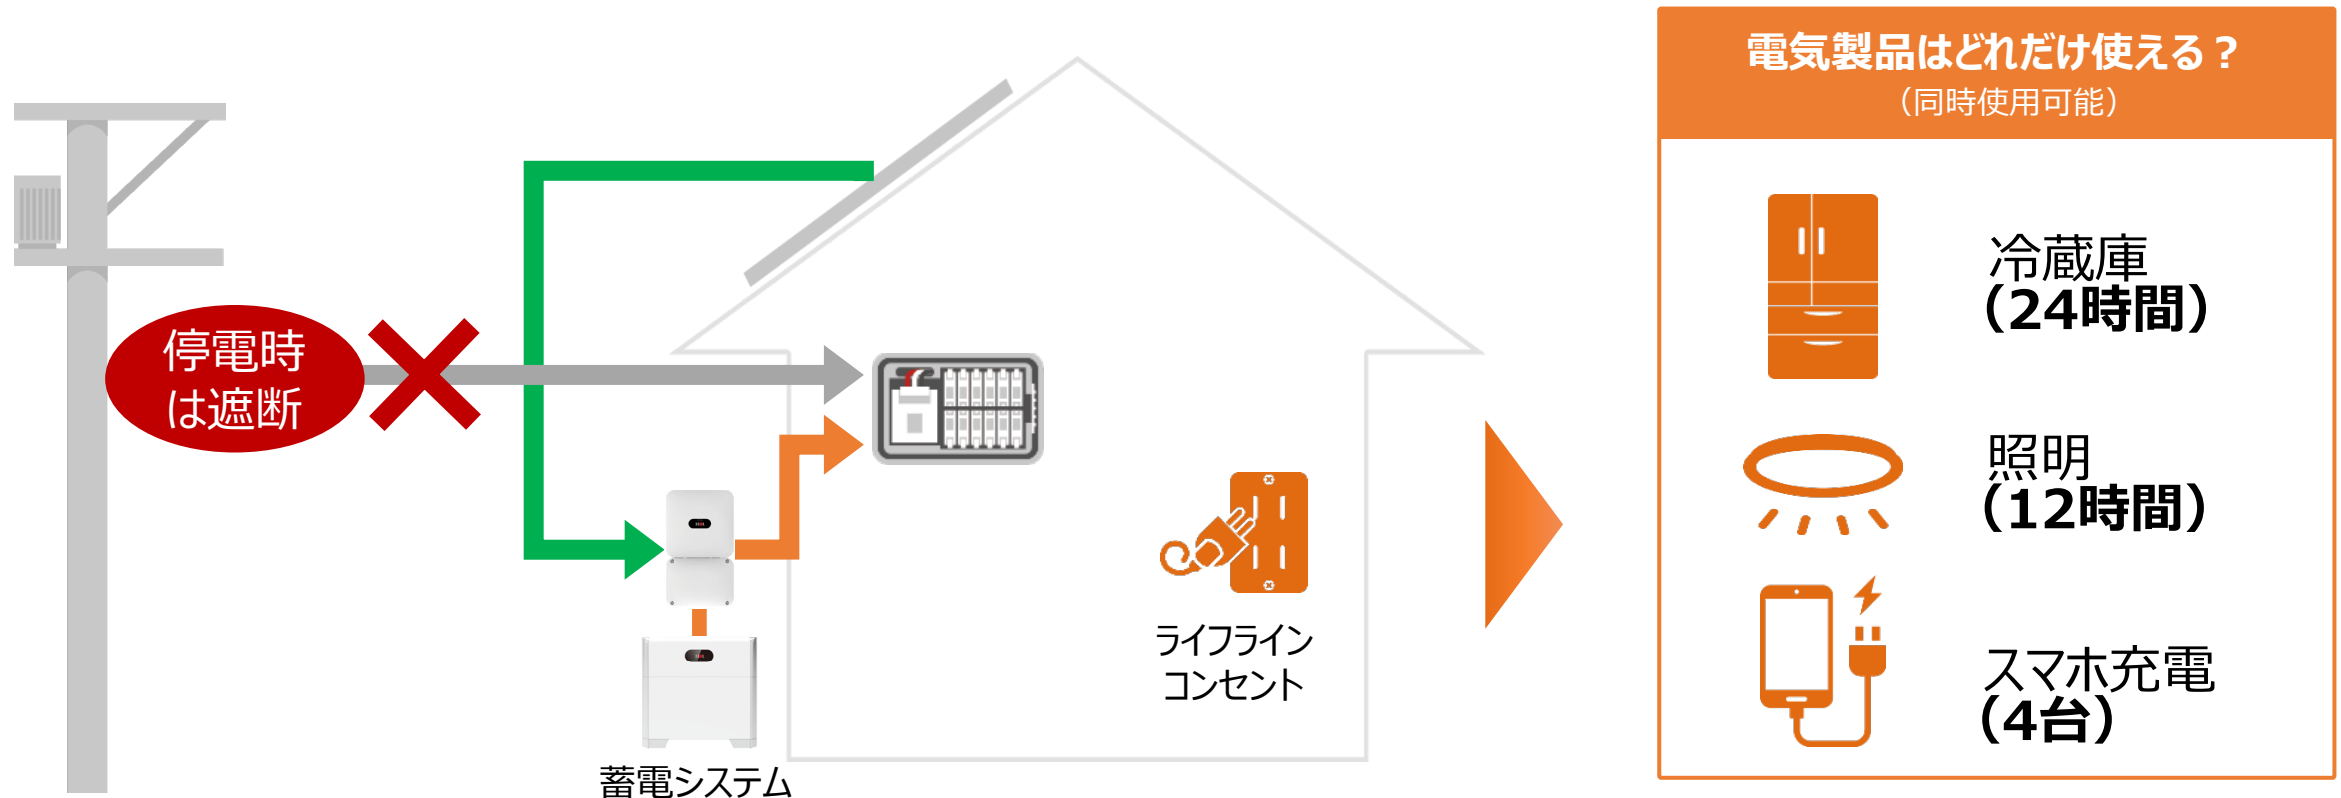 停電時
は遮断
蓄電システム
ライフライン
コンセント
電気製品はどれだけ使える？
（同時使用可能）
冷蔵庫
（24時間）
照明
（12時間）
スマホ充電
（4台）